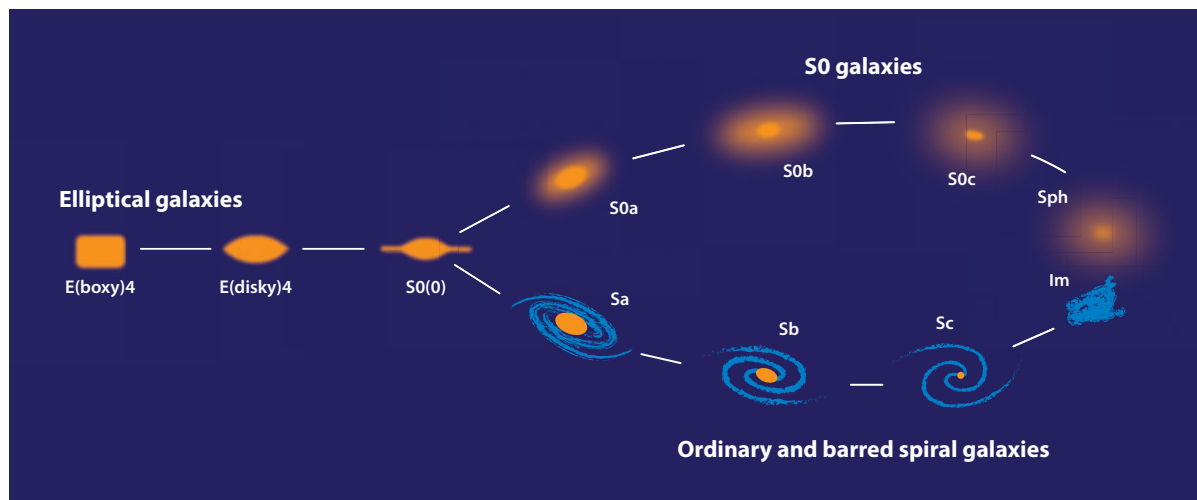 S0 galaxies
S0b
S0c
Sph
Elliptical galaxies
S0a
E(boxy)4
E(disky)4
S0(0)
Im
Sa
Sb
Sc
Ordinary and barred spiral galaxies